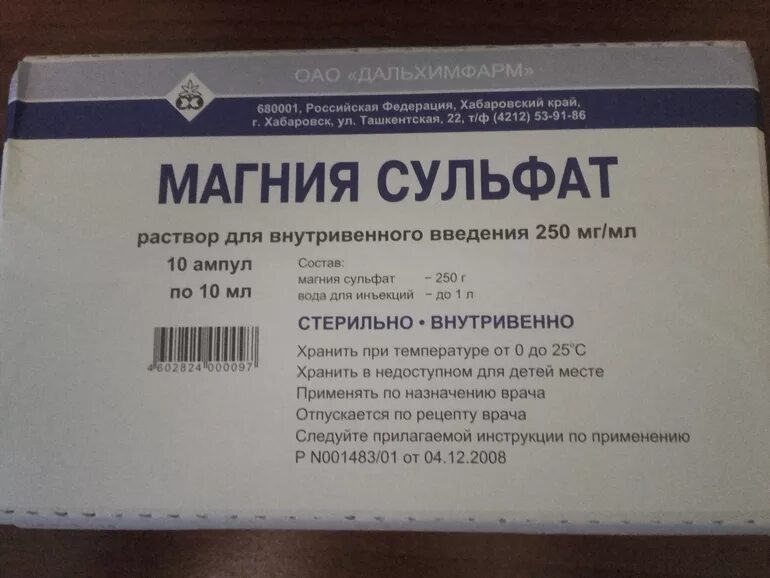 ОАО «ДАЛЬХИМФАРМ»
680001, Российская Федерация, Хабаровский край,
г. Хабаровск, ул. Ташкентская, 22, т/ф (4212) 53-91-86
МАГНИЯ СУЛЬФАТ
раствор для внутривенного введения 250 мг/мл
10 ампул
по 10 мл
Состав:
магния сульфат – 250 г
вода для инъекций – до 1 л
СТЕРИЛЬНО • ВНУТРИВЕННО
Хранить при температуре от 0 до 25°С
Хранить в недоступном для детей месте
Применять по назначению врача
Отпускается по рецепту врача
Следуйте прилагаемой инструкции по применению
Р N001483/01 от 04.12.2008
4602824000097